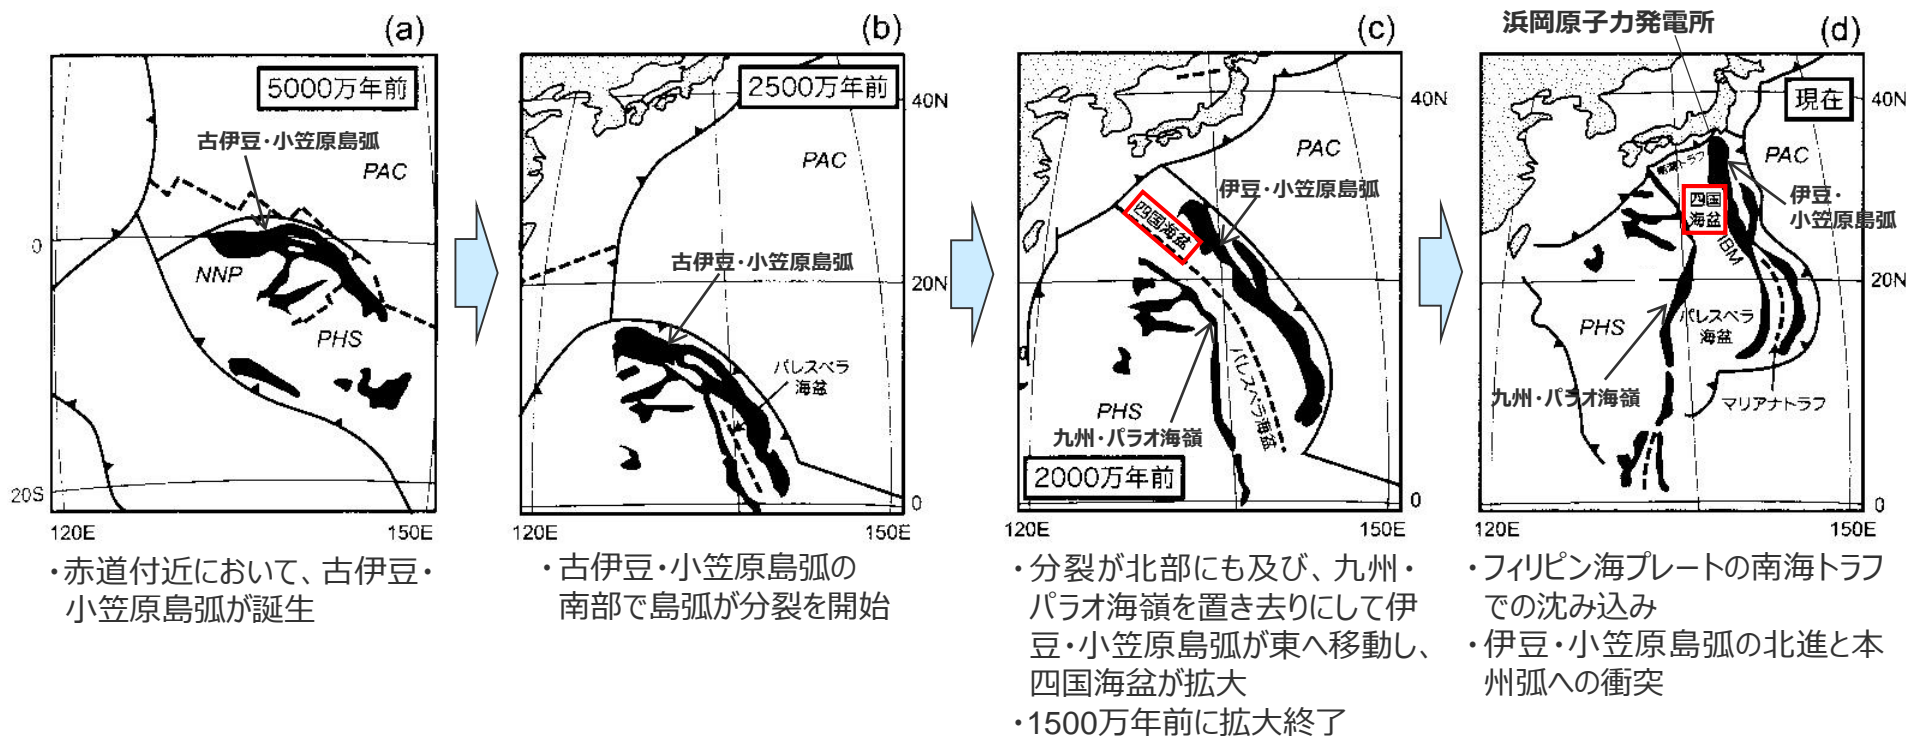 (a)
5000万年前
古伊豆・小笠原島弧
PAC
0
NNP
PHS
20S
120E
150E
・赤道付近において、古伊豆・
小笠原島弧が誕生
(b)
2500万年前
40N
PAC
古伊豆・小笠原島弧
20N
パレスベラ
海盆
0
120E
150E
・古伊豆・小笠原島弧の
南部で島弧が分裂を開始
(c)
40N
PAC
伊豆・小笠原島弧
四国海盆
20N
パレスベラ海盆
PHS
九州・パラオ海嶺
2000万年前
0
120E
150E
・分裂が北部にも及び、九州・
パラオ海嶺を置き去りにして伊
豆・小笠原島弧が東へ移動し、
四国海盆が拡大
・1500万年前に拡大終了
浜岡原子力発電所
(d)
現在
40N
南海トラフ
PAC
伊豆・
小笠原島弧
四国
海盆
IBM
20N
PHS
パレスベラ
海盆
九州・パラオ海嶺
マリアナトラフ
0
120E
150E
・フィリピン海プレートの南海トラフ
での沈み込み
・伊豆・小笠原島弧の北進と本
州弧への衝突